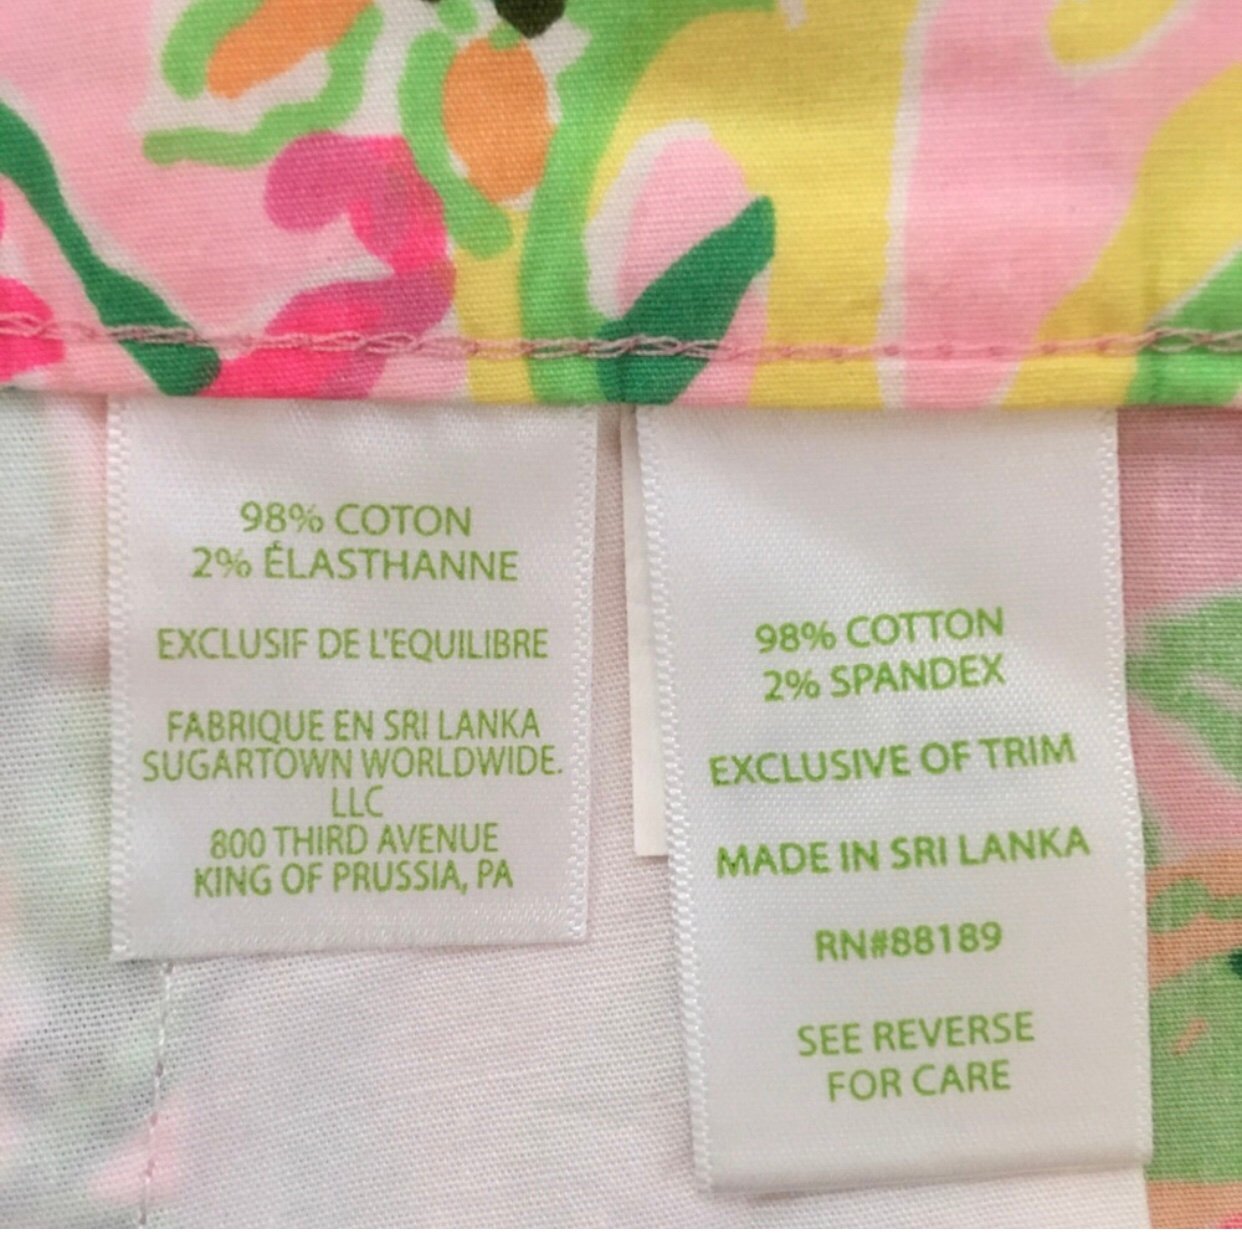 98% COTON
2% ÉLASTHANNE
EXCLUSIF DE L'EQUILIBRE
FABRIQUE EN SRI LANKA
SUGARTOWN WORLDWIDE.
LLC
800 THIRD AVENUE
KING OF PRUSSIA, PA
98% COTTON
2% SPANDEX
EXCLUSIVE OF TRIM
MADE IN SRI LANKA
RN#88189
SEE REVERSE
FOR CARE